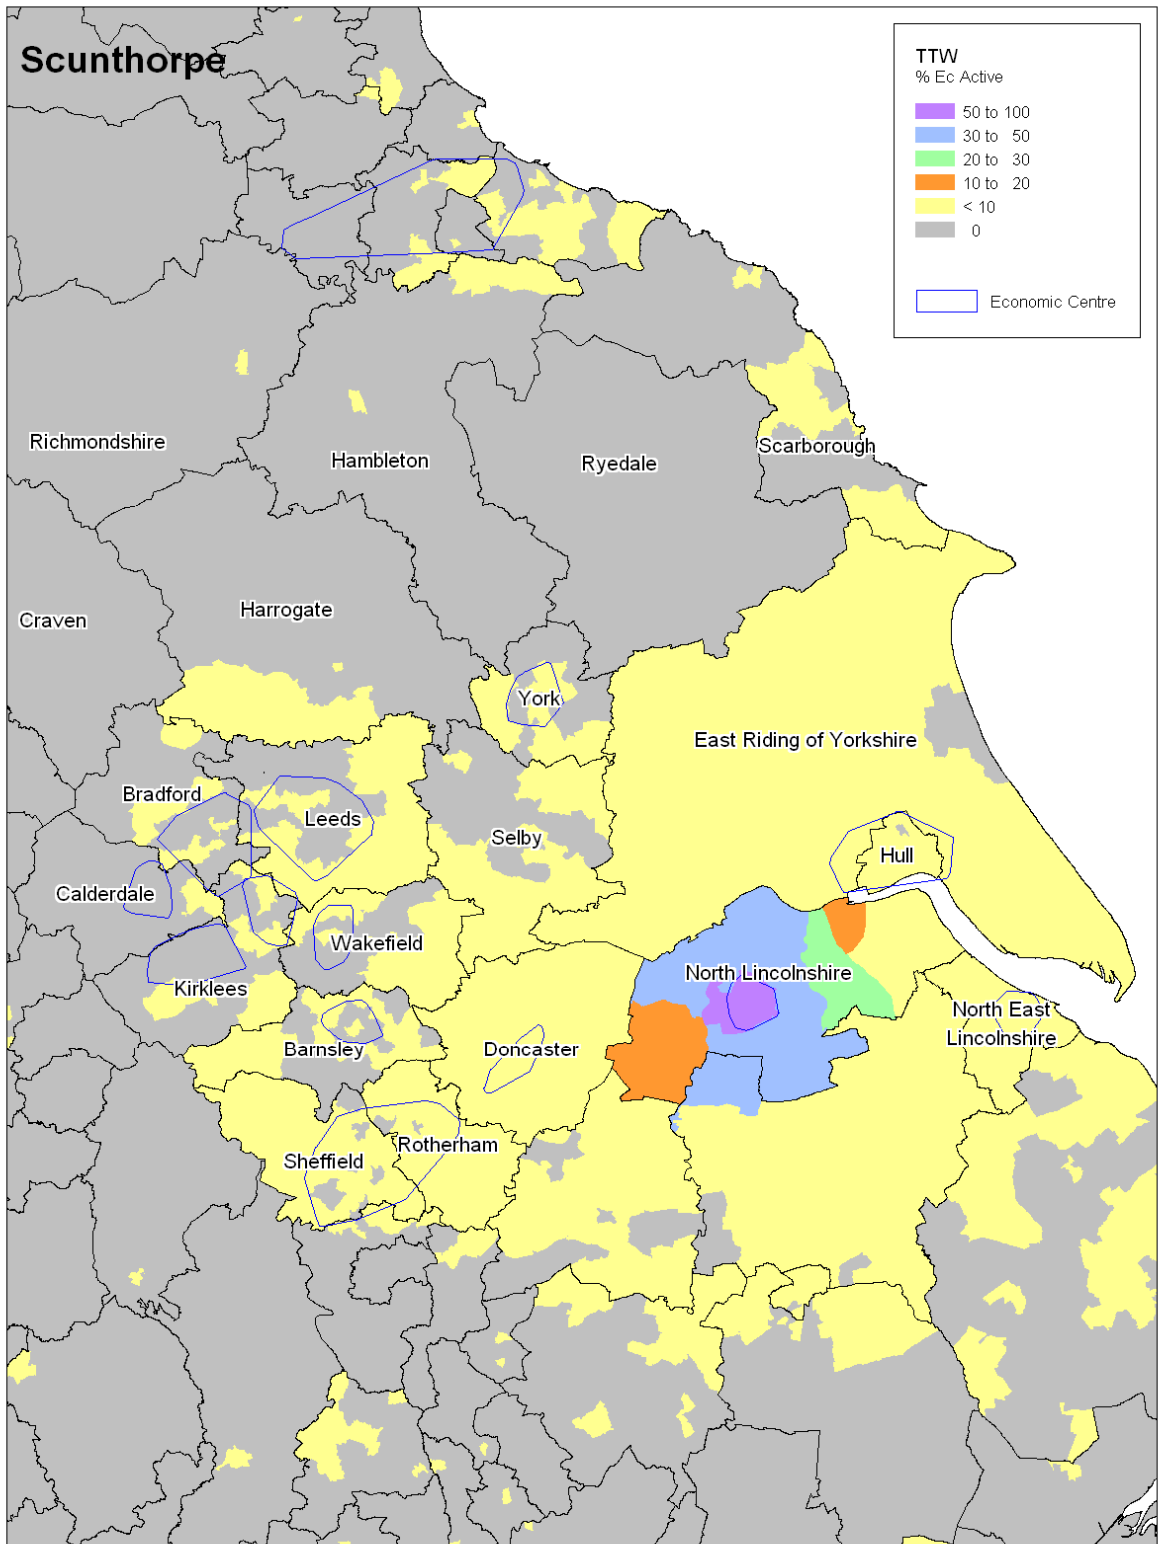 Scunthorpe
TTW
% Ec Active
50 to 100
30 to 50
20 to 30
10 to 20
< 10
0
Economic Centre
Richmondshire
Hambleton
Ryedale
Scarborough
Craven
Harrogate
York
East Riding of Yorkshire
Bradford
Leeds
Selby
Hull
Calderdale
Wakefield
Kirklees
North Lincolnshire
North East
Lincolnshire
Barnsley
Doncaster
Sheffield
Rotherham